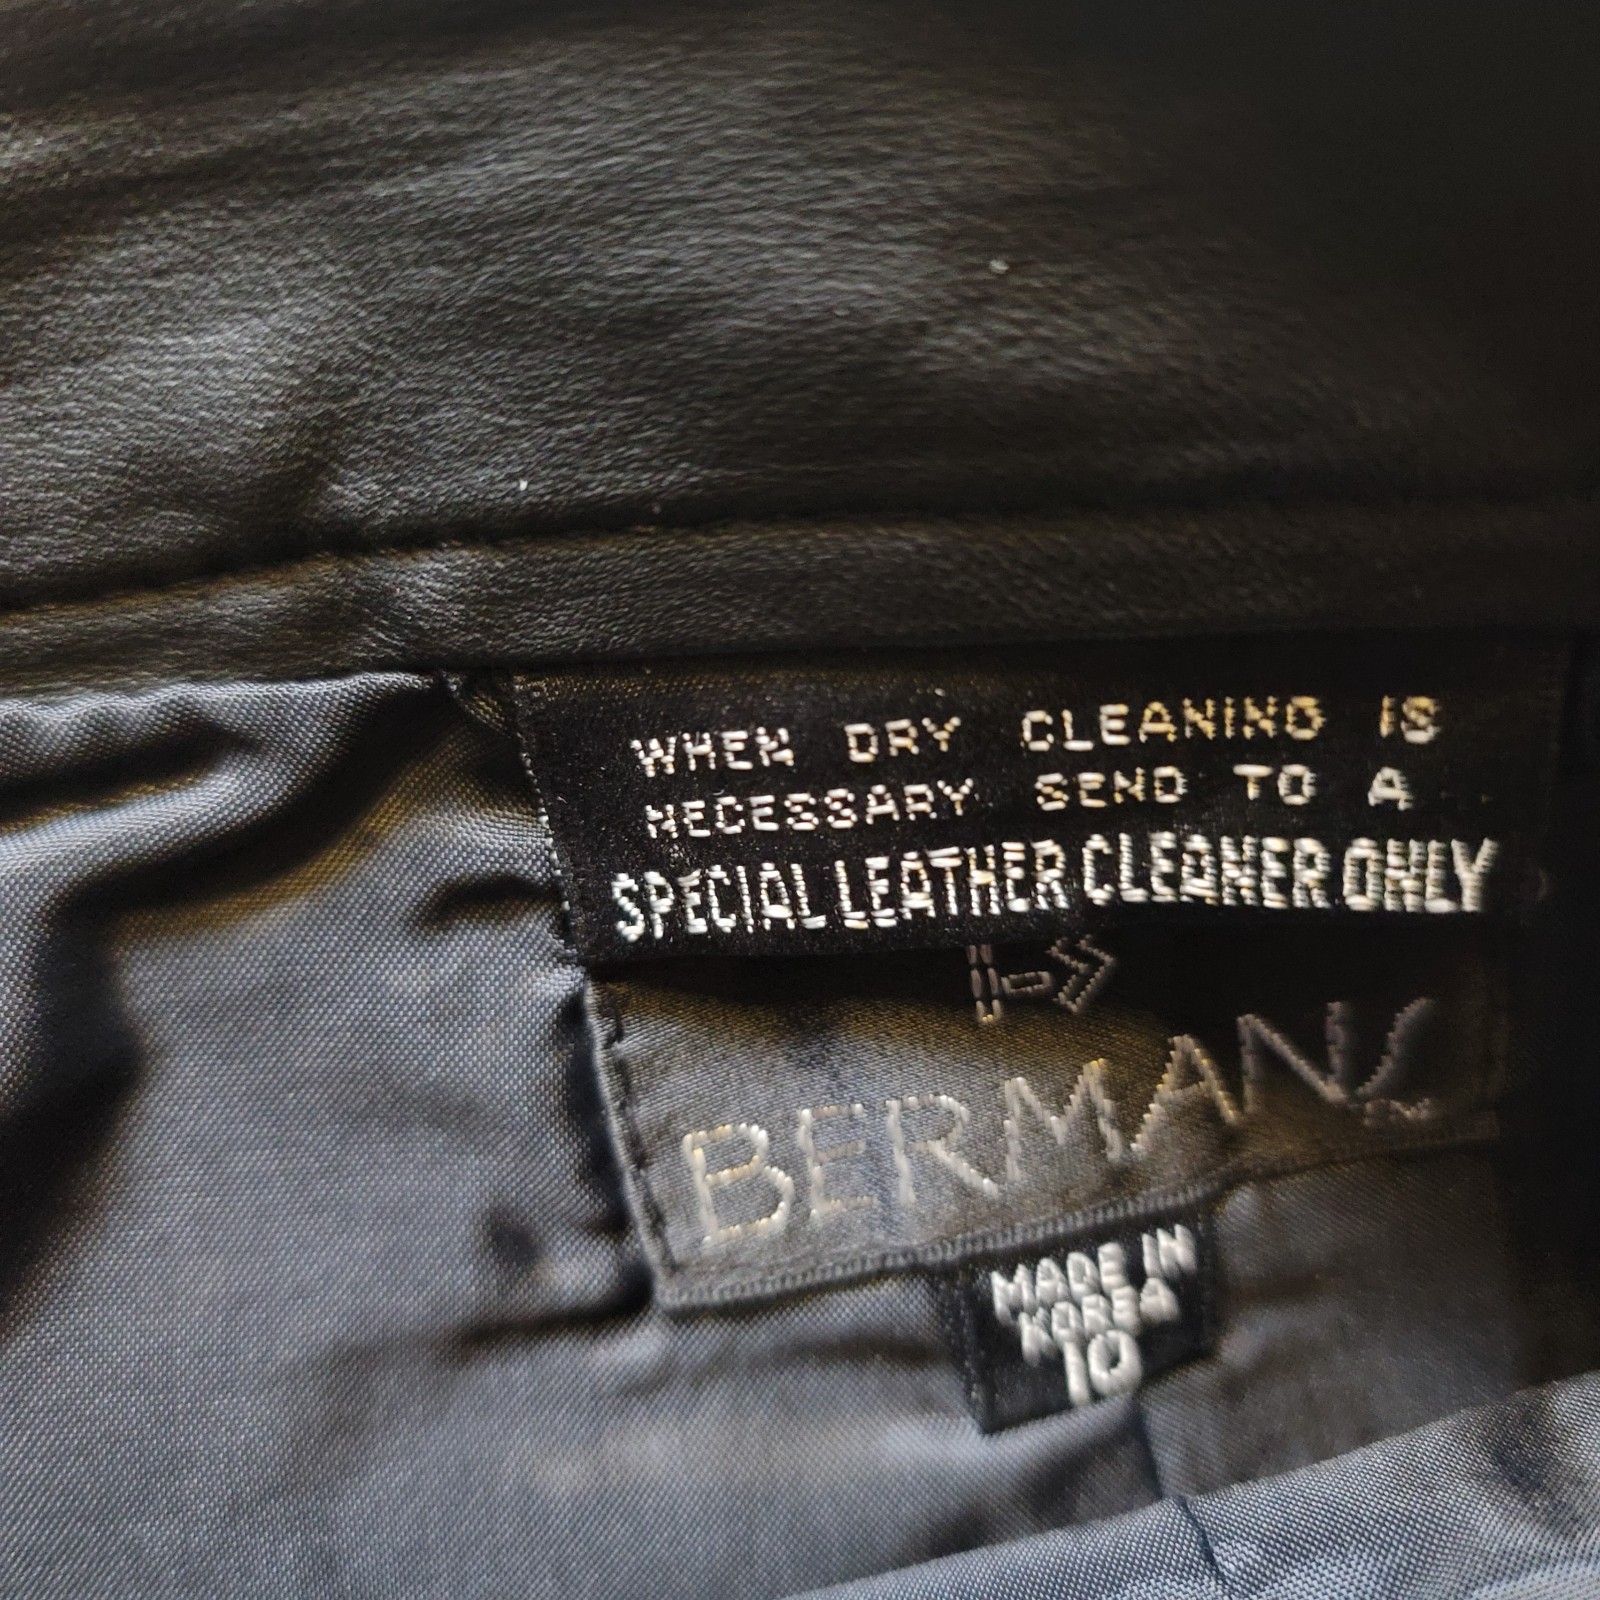 WHEN DRY CLEANING IS
NECESSARY SEND TO A
SPECIAL LEATHER CLEANER ONLY
BERMANS
MADE IN
KOREA
10